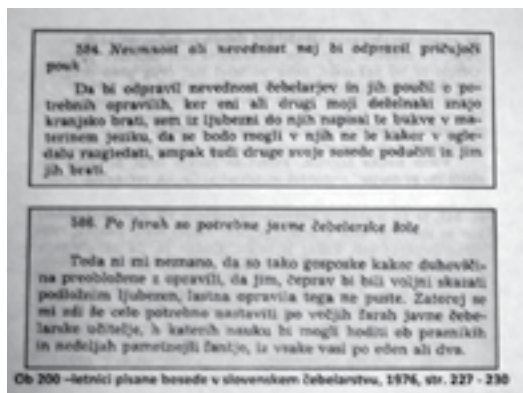 584. Neumnost ali nevednost naj bi odpravil pričujoči
pouk
Da bi odpravil nevednost čebelarjev in jih poučil o po-
trebnih opravilih, ker eni ali drugi moji deželnaki znajo
kranjsko brati, sem iz ljubezni do njih napisal te bukve v ma-
terinem jeziku, da se bodo mogli v njih ne le kakor v ogle-
dalu razgledati, ampak tudi druge svoje sosede podučiti in jim
jih brati.
586. Po farah so potrebne javne čebelarske šole
Toda ni mi neznano, da so tako gosposke kakor duhovšči-
na preobložene z opravili, da jim, čeprav bi bili voljni skazati
podložnim ljubezen, lastna opravila tega ne puste. Zatorej se
mi zdi še celo potrebno nastaviti po večjih farah javne čebe-
larske učitelje, h katerih nauku bi mogli hoditi ob praznikih
in nedeljah pametnejši fantje, iz vsake vasi po eden ali dva.
Ob 200 –letnici pisane besede v slovenskem čebelarstvu, 1976, str. 227 - 230